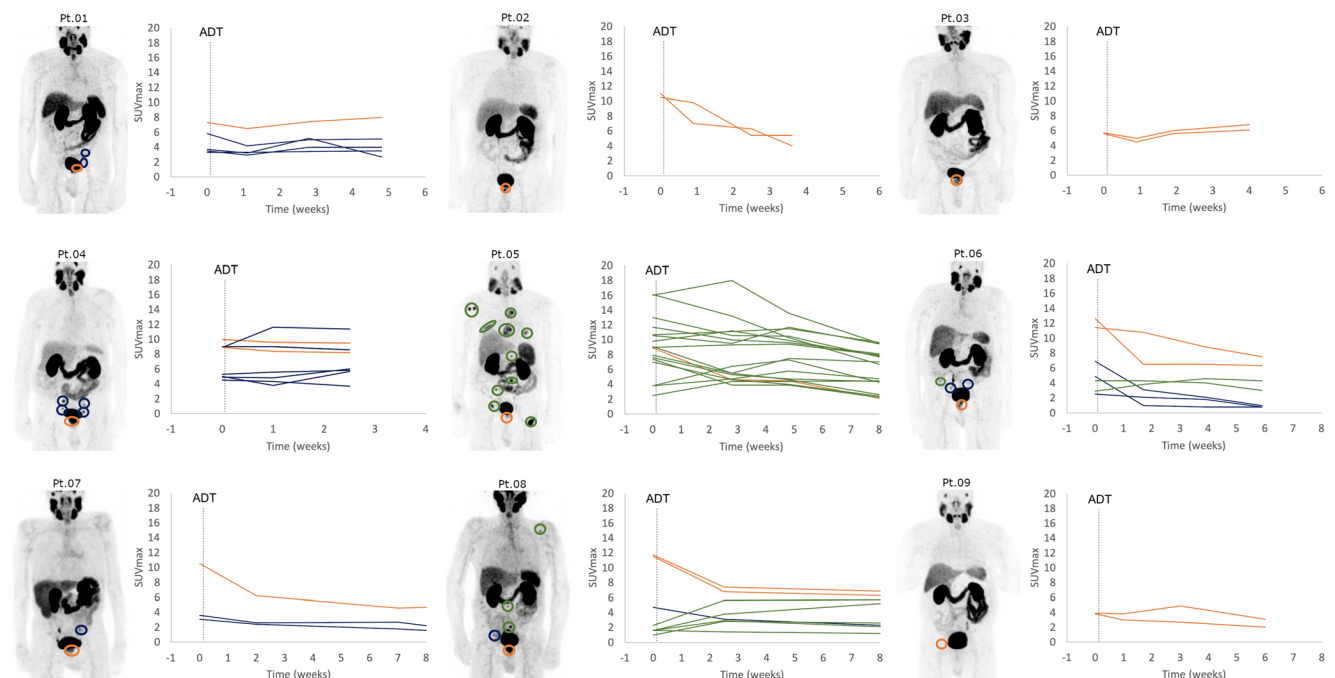 Pt.01
ADT
SUVmax
20
18
16
14
12
10
8
6
4
2
0
-1 0 1 2 3 4 5 6
Time (weeks)
Pt.02
ADT
SUVmax
20
18
16
14
12
10
8
6
4
2
0
-1 0 1 2 3 4 5 6
Time (weeks)
Pt.03
ADT
SUVmax
20
18
16
14
12
10
8
6
4
2
0
-1 0 1 2 3 4 5 6
Time (weeks)
Pt.04
ADT
SUVmax
20
18
16
14
12
10
8
6
4
2
0
-1 0 1 2 3 4
Time (weeks)
Pt.05
ADT
SUVmax
20
18
16
14
12
10
8
6
4
2
0
-1 0 1 2 3 4 5 6 7 8
Time (weeks)
Pt.06
ADT
SUVmax
20
18
16
14
12
10
8
6
4
2
0
-1 0 1 2 3 4 5 6 7 8
Time (weeks)
Pt.07
ADT
SUVmax
20
18
16
14
12
10
8
6
4
2
0
-1 0 1 2 3 4 5 6 7 8
Time (weeks)
Pt.08
ADT
SUVmax
20
18
16
14
12
10
8
6
4
2
0
-1 0 1 2 3 4 5 6 7 8
Time (weeks)
Pt.09
ADT
SUVmax
20
18
16
14
12
10
8
6
4
2
0
-1 0 1 2 3 4 5 6 7 8
Time (weeks)